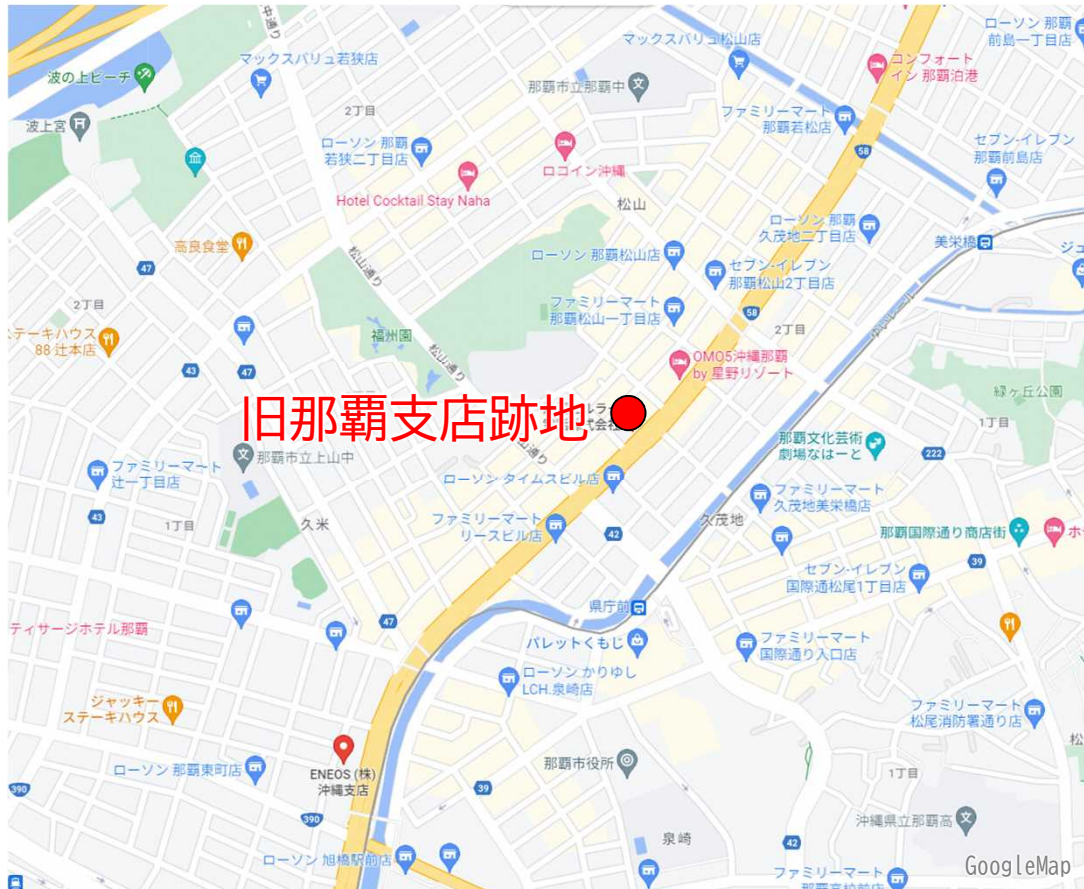 中通り
マックスバリュ若狭店
マックスバリュ松山店
ローソン 那覇
前島一丁目店
コンフォート
イン 那覇泊港
波の上ビーチ
那覇市立那覇中
2丁目
ファミリーマート
那覇若松店
波上宮
ローソン 那覇
若狭二丁目店
58
セブン-イレブン
那覇前島店
ロコイン沖縄
Hotel Cocktail Stay Naha
松山
ローソン 那覇
久茂地二丁目店
美栄橋
高良食堂
松山通り
ローソン 那覇松山店
47
セブン-イレブン
那覇松山2丁目店
2丁目
ファミリーマート
那覇松山一丁目店
58
2丁目
ステーキハウス
88 辻本店
福州園
松山通り
OMO5沖縄那覇
by 星野リゾート
43
47
緑ヶ丘公園
旧那覇支店跡地
1丁目
那覇文化芸術
劇場なはーと
222
那覇市立上山中
ファミリーマート
辻一丁目店
ローソン タイムスビル店
ファミリーマート
久茂地美栄橋店
43
1丁目
久米
ファミリーマート
リースビル店
42
久茂地
那覇国際通り商店街
39
セブン-イレブン
国際通松尾1丁目店
県庁前
47
ティサージホテル那覇
パレットくもじ
ファミリーマート
国際通り入口店
ローソン かりゆし
LCH.泉崎店
ジャッキー
ステーキハウス
ファミリーマート
松尾消防署通り店
ENEOS (株)
沖縄支店
ローソン 那覇東町店
那覇市役所
1丁目
390
39
390
沖縄県立那覇高
泉崎
42
ローソン 旭橋駅前店
GoogleMap
ファミリーマート